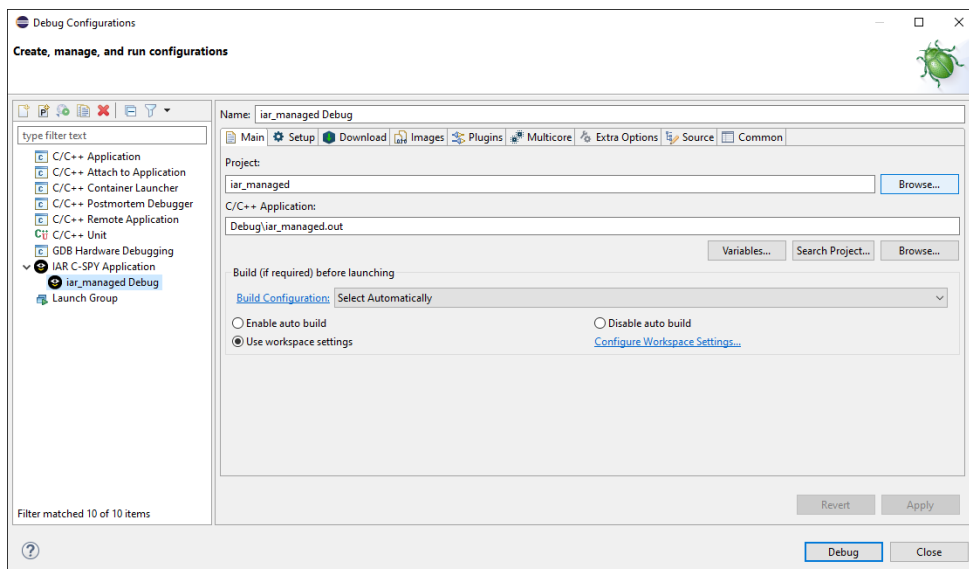 Debug Configurations
Create, manage, and run configurations
type filter text
C/C++ Application
C/C++ Attach to Application
C/C++ Container Launcher
C/C++ Postmortem Debugger
C/C++ Remote Application
C/C++ Unit
GDB Hardware Debugging
IAR C-SPY Application
iar_managed Debug
Launch Group
Filter matched 10 of 10 items
Name: iar_managed Debug
Main Setup Download Images Plugins Multicore Extra Options Source Common
Project:
iar_managed Browse...
C/C++ Application:
Debug\iar_managed.out
Variables... Search Project... Browse...
Build (if required) before launching
Build Configuration: Select Automatically
Enable auto build Disable auto build
Use workspace settings Configure Workspace Settings...
Revert Apply
Debug Close